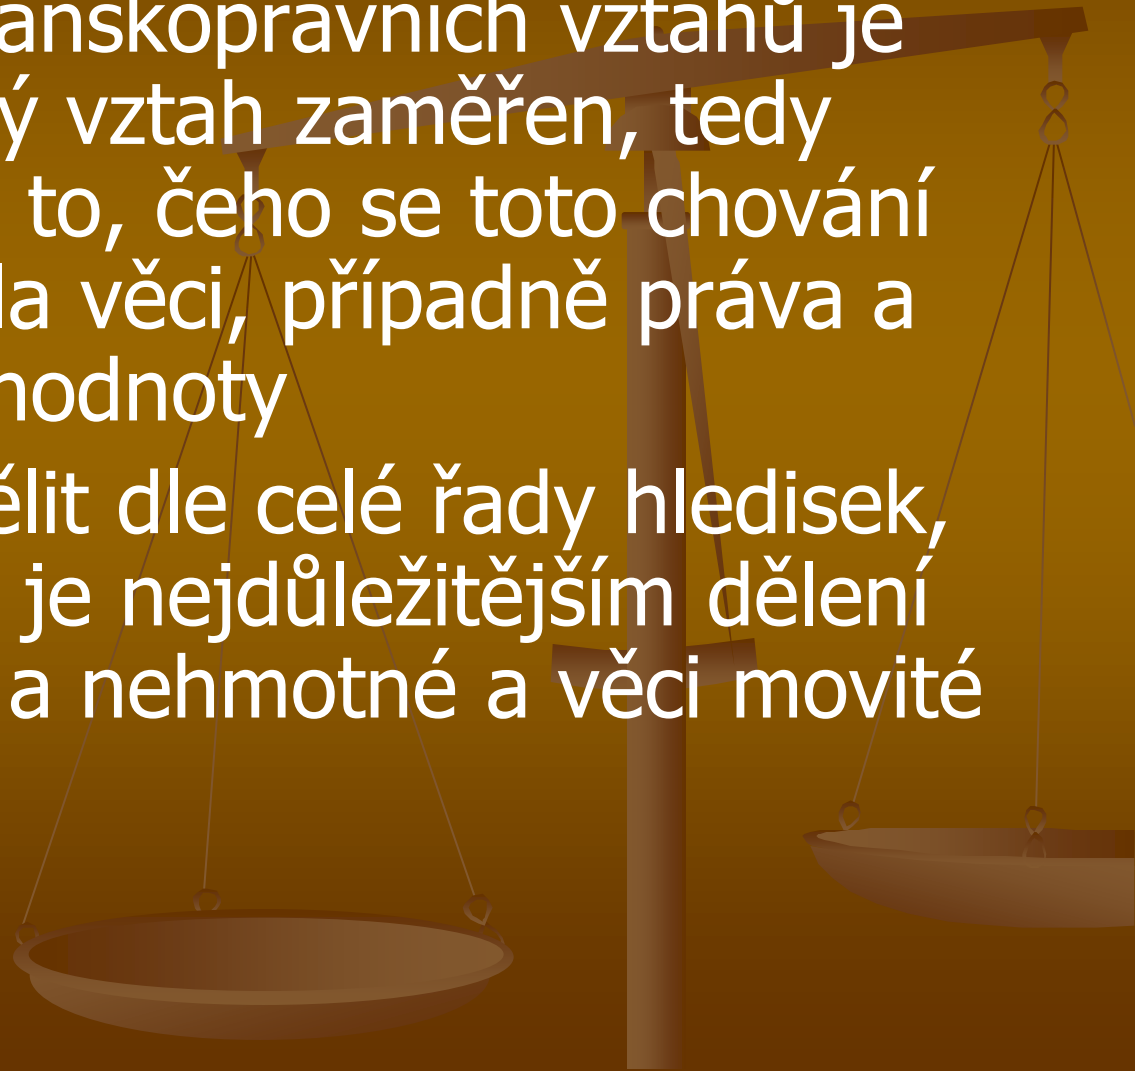 anskoprávních vztahů je
ý vztah zaměřen, tedy
to, čeho se toto chování
la věci, případně práva a
hodnoty
ělit dle celé řady hledisek,
je nejdůležitějším dělení
a nehmotné a věci movité